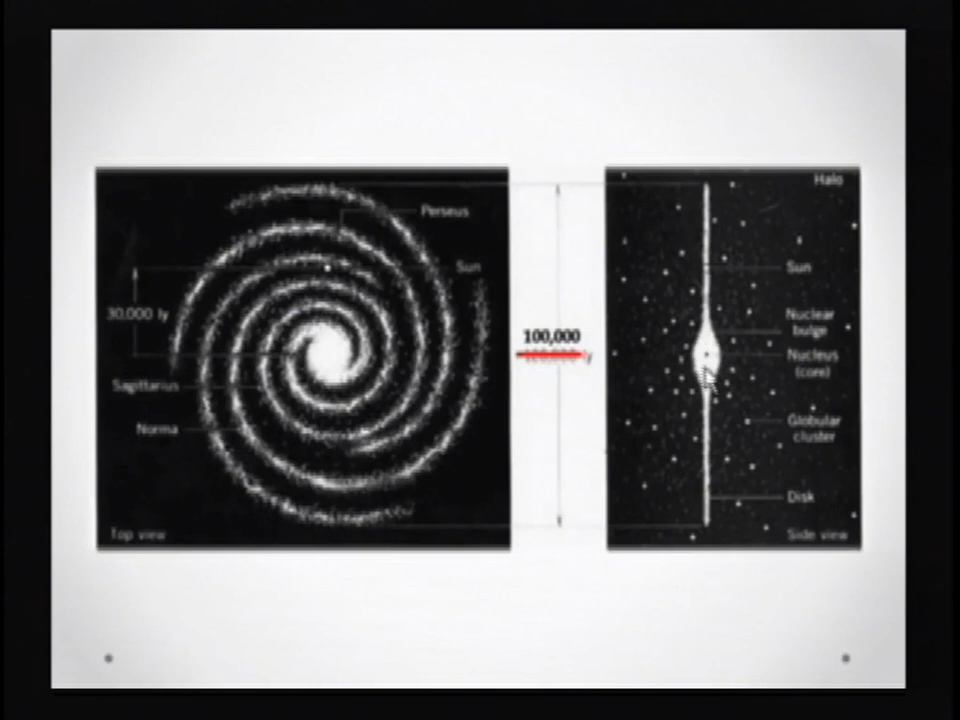 Perseus
Sun
30,000 ly
Sagittarius
Norma
Top view
100,000
ly
Halo
Sun
Nuclear
bulge
Nucleus
(core)
Globular
cluster
Disk
Side view